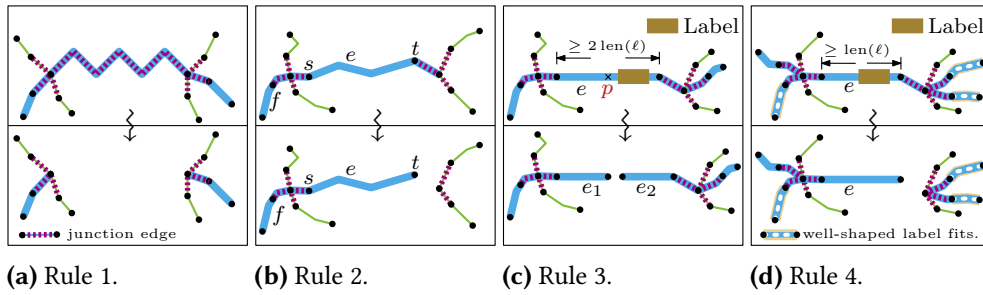 e
t
s
f
e
t
s
f
junction edge
Label
≥ 2 len(ℓ)
e
p
e₁
e₂
Label
≥ len(ℓ)
e
e
well-shaped label fits.
(a) Rule 1.
(b) Rule 2.
(c) Rule 3.
(d) Rule 4.